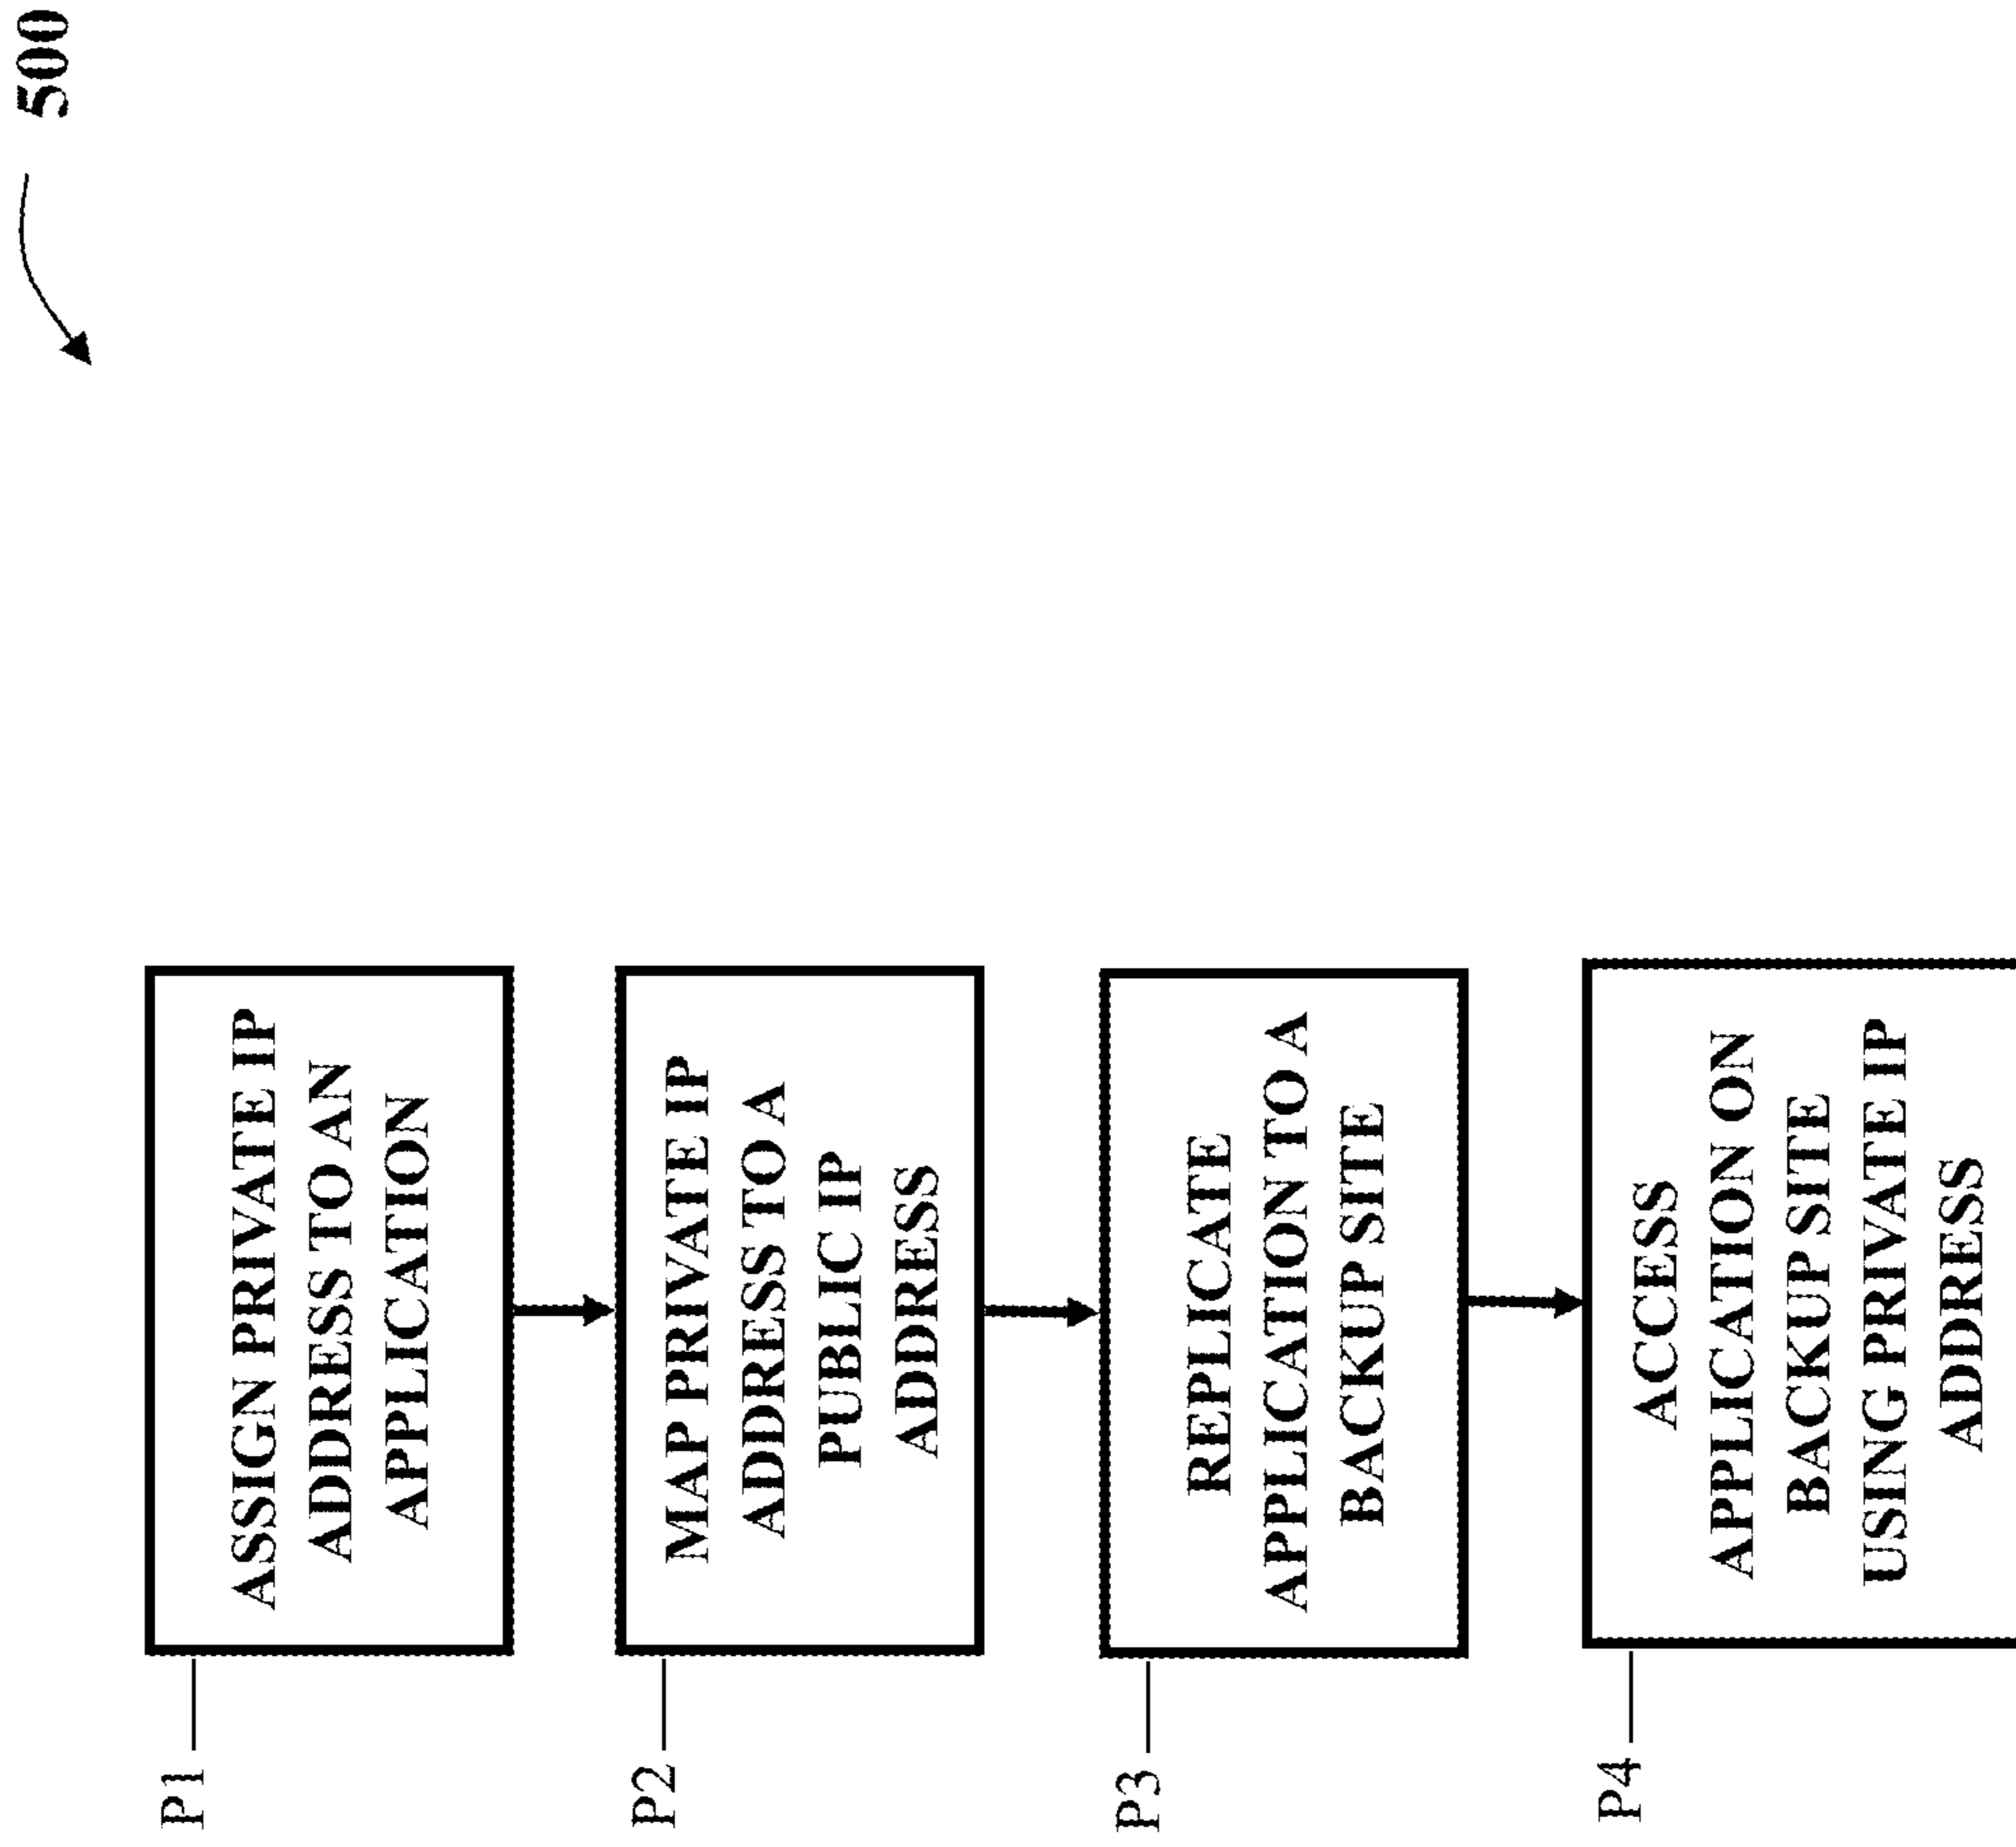 500
P1
ASSIGN PRIVATE IP
ADDRESS TO AN
APPLICATION
P2
MAP PRIVATE IP
ADDRESS TO A
PUBLIC IP
ADDRESS
P3
REPLICATE
APPLICATION TO A
BACKUP SITE
P4
ACCESS
APPLICATION ON
BACKUP SITE
USING PRIVATE IP
ADDRESS